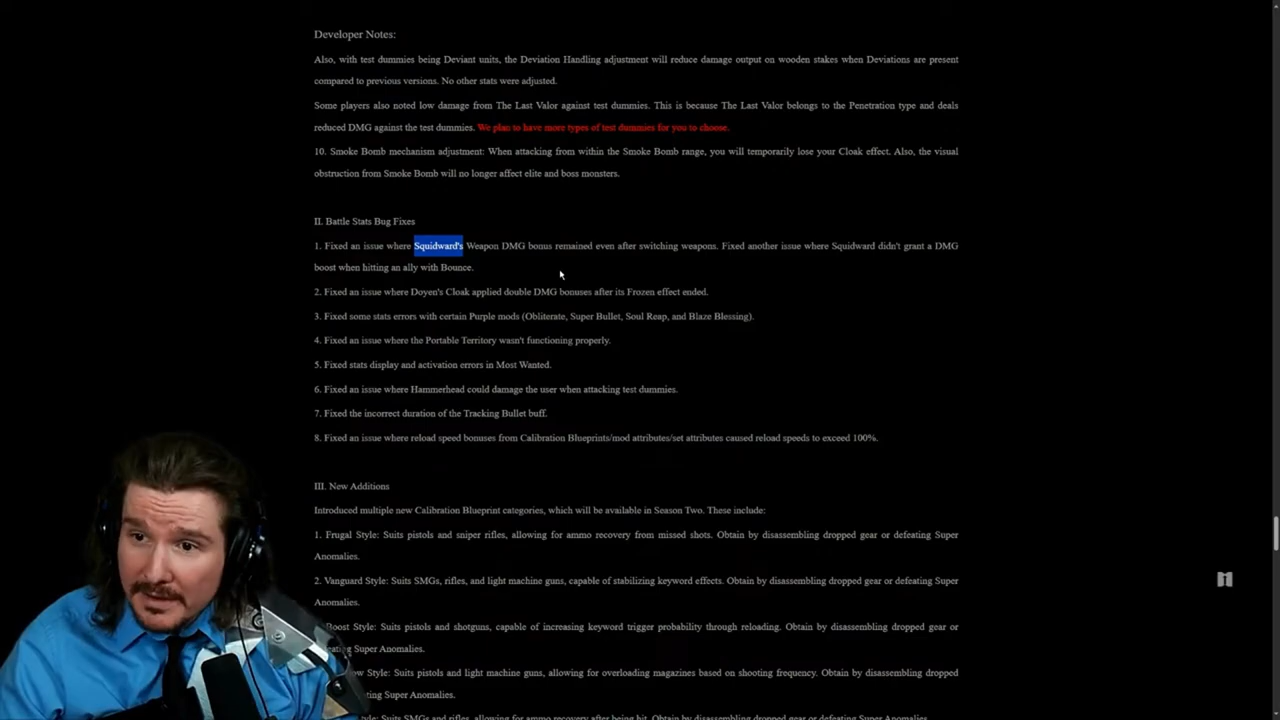 Developer Notes:
Also, with test dummies being Deviant units, the Deviation Handling adjustment will reduce damage output on wooden stakes when Deviations are present
compared to previous versions. No other stats were adjusted.
Some players also noted low damage from The Last Valor against test dummies. This is because The Last Valor belongs to the Penetration type and deals
reduced DMG against the test dummies. We plan to have more types of test dummies for you to choose.
10. Smoke Bomb mechanism adjustment: When attacking from within the Smoke Bomb range, you will temporarily lose your Cloak effect. Also, the visual
obstruction from Smoke Bomb will no longer affect elite and boss monsters.
II. Battle Stats Bug Fixes
1. Fixed an issue where Squidward's Weapon DMG bonus remained even after switching weapons. Fixed another issue where Squidward didn't grant a DMG
boost when hitting an ally with Bounce.
2. Fixed an issue where Doyen's Cloak applied double DMG bonuses after its Frozen effect ended.
3. Fixed some stats errors with certain Purple mods (Obliterate, Super Bullet, Soul Reap, and Blaze Blessing).
4. Fixed an issue where the Portable Territory wasn't functioning properly.
5. Fixed stats display and activation errors in Most Wanted.
6. Fixed an issue where Hammerhead could damage the user when attacking test dummies.
7. Fixed the incorrect duration of the Tracking Bullet buff.
8. Fixed an issue where reload speed bonuses from Calibration Blueprints/mod attributes/set attributes caused reload speeds to exceed 100%.
III. New Additions
Introduced multiple new Calibration Blueprint categories, which will be available in Season Two. These include:
1. Frugal Style: Suits pistols and sniper rifles, allowing for ammo recovery from missed shots. Obtain by disassembling dropped gear or defeating Super
Anomalies.
2. Vanguard Style: Suits SMGs, rifles, and light machine guns, capable of stabilizing keyword effects. Obtain by disassembling dropped gear or defeating Super
Anomalies.
Boost Style: Suits pistols and shotguns, capable of increasing keyword trigger probability through reloading. Obtain by disassembling dropped gear or
Super Anomalies.
Style: Suits pistols and light machine guns, allowing for overloading magazines based on shooting frequency. Obtain by disassembling dropped
Super Anomalies.
Suits SMGs and rifles, allowing for ammo recovery after being hit. Obtain by disassembling dropped gear or defeating Super Anomalies.